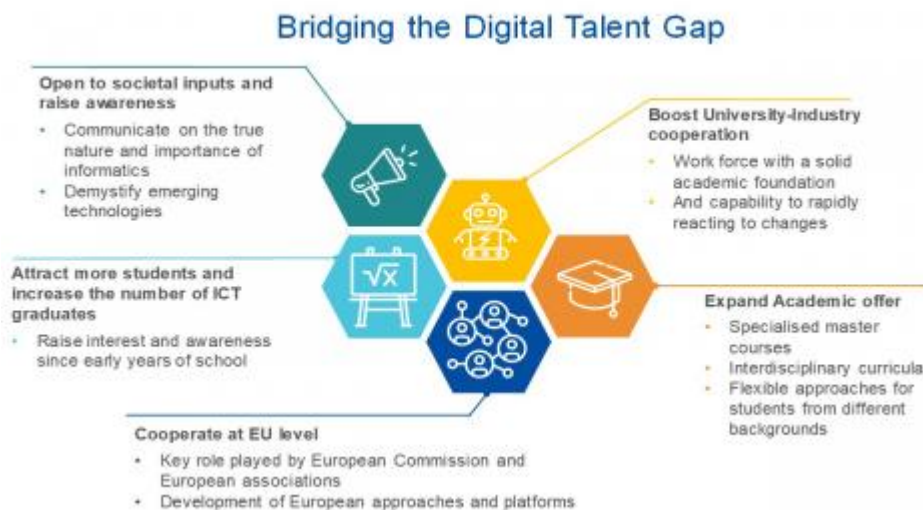 Bridging the Digital Talent Gap
Open to societal inputs and
raise awareness
• Communicate on the true
nature and importance of
informatics
• Demystify emerging
technologies
Boost University-Industry
cooperation
• Work force with a solid
academic foundation
• And capability to rapidly
reacting to changes
Attract more students and
increase the number of ICT
graduates
• Raise interest and awareness
since early years of school
√x
Expand Academic offer
• Specialised master
courses
• Interdisciplinary curricula
• Flexible approaches for
students from different
backgrounds
Cooperate at EU level
• Key role played by European Commission and
European associations
• Development of European approaches and platforms